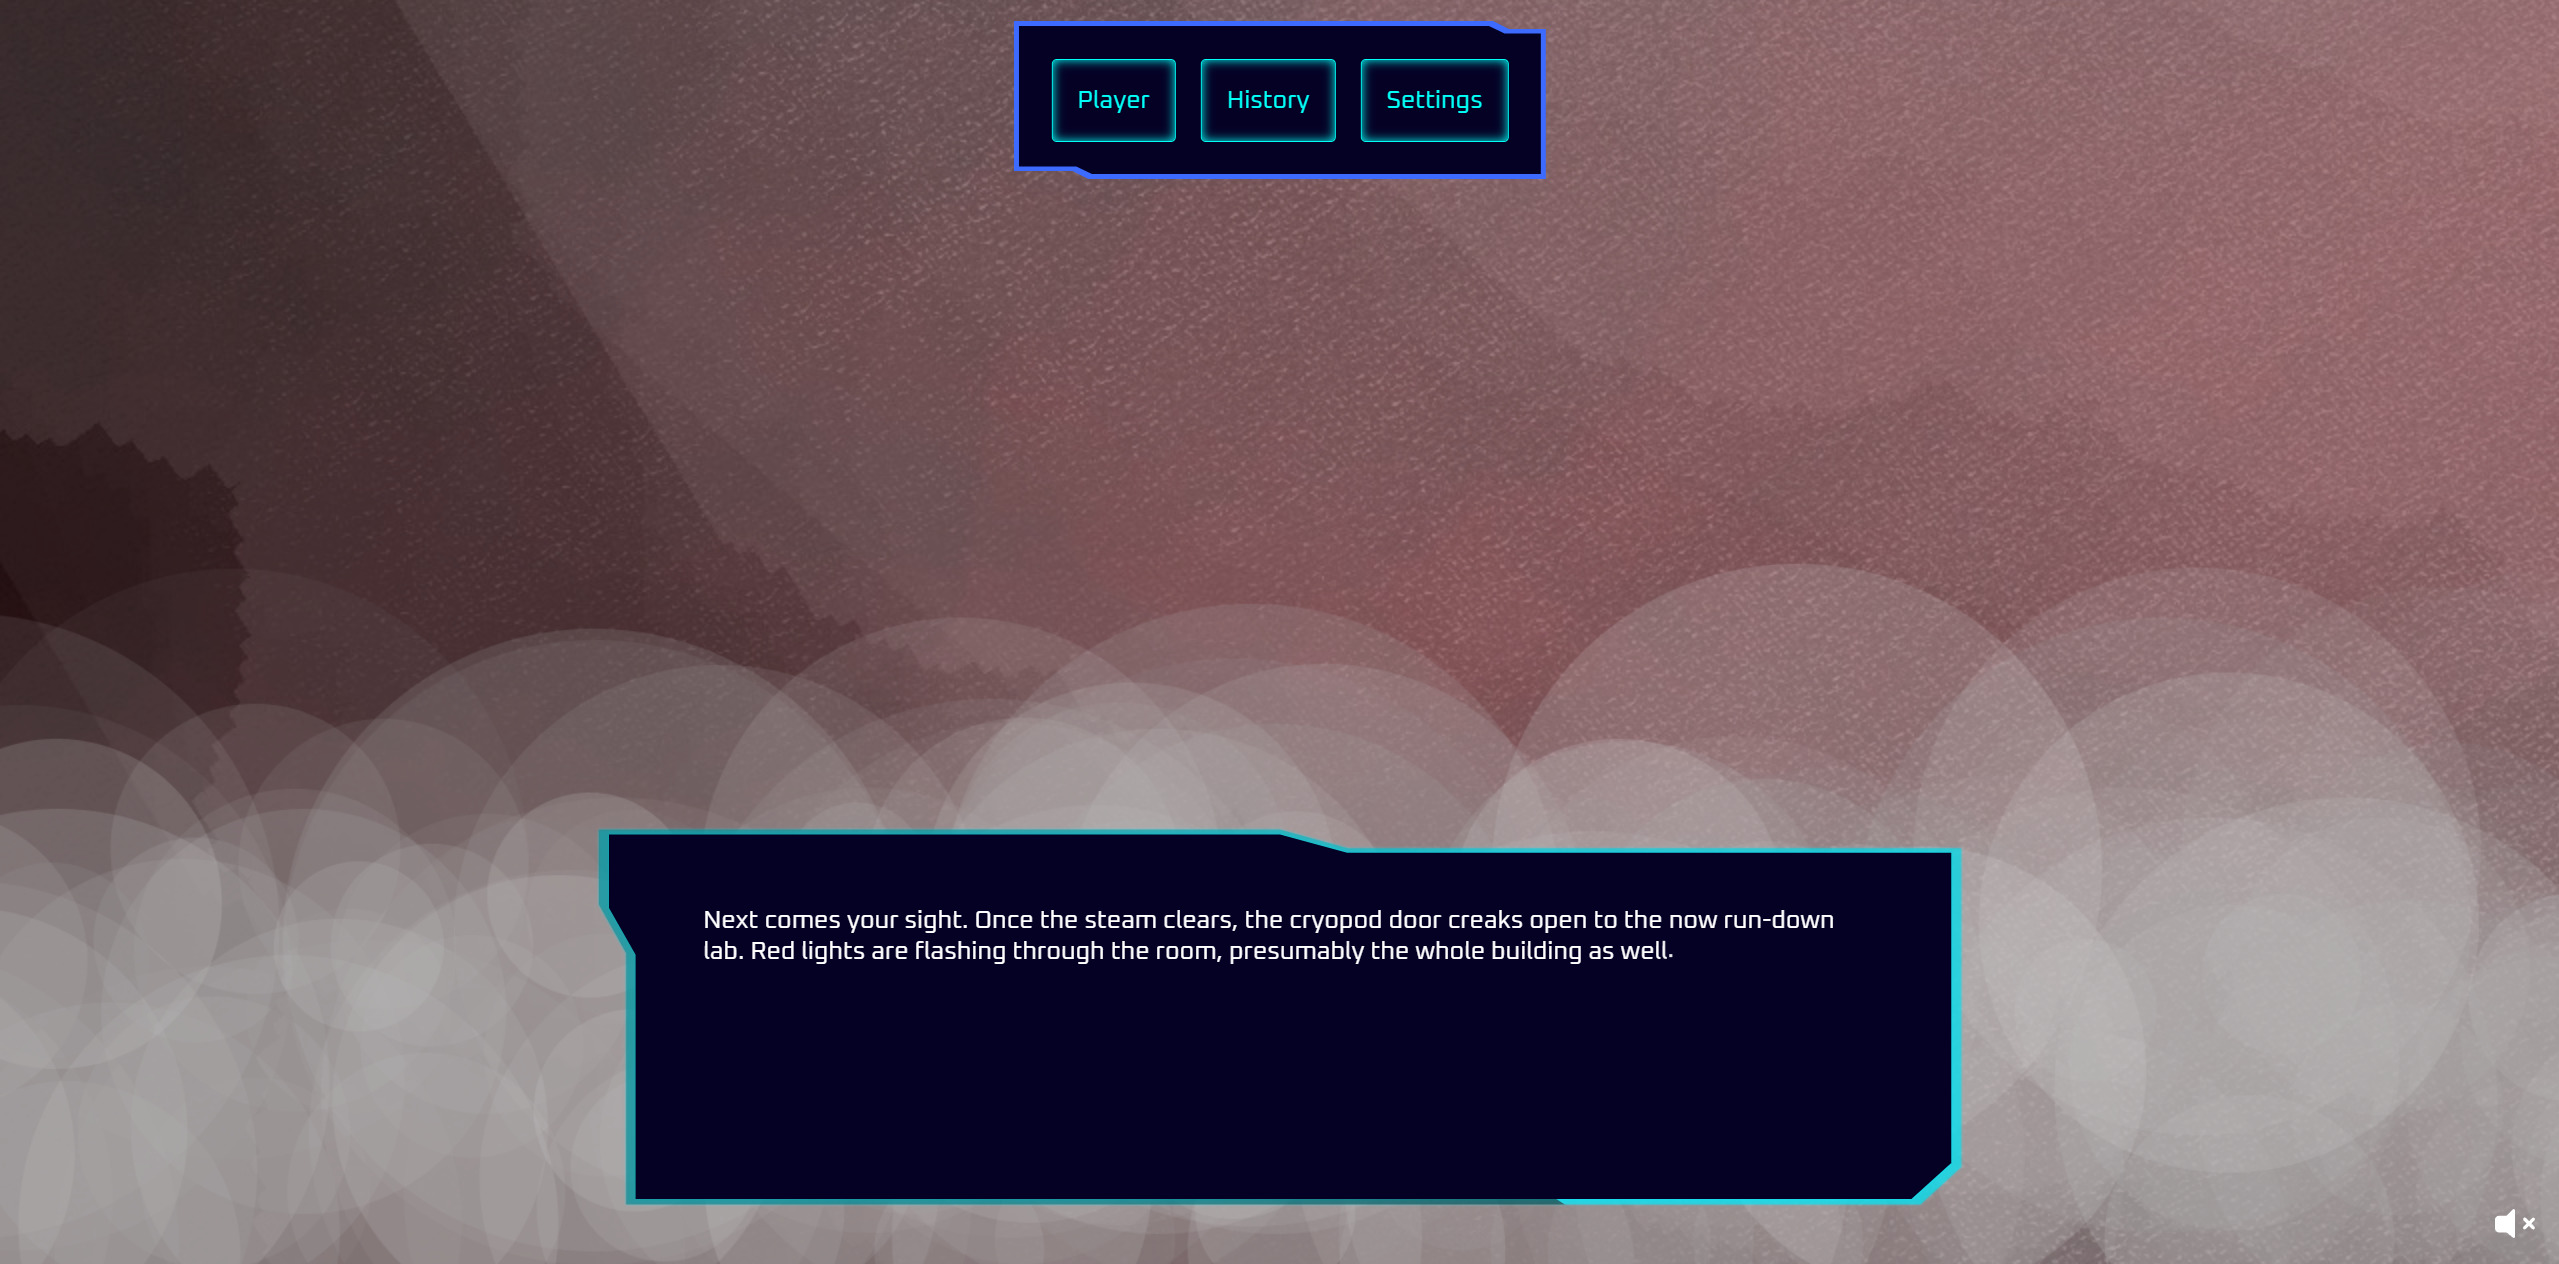 Player History Settings
Next comes your sight. Once the steam clears, the cryopod door creaks open to the now run-down
lab. Red lights are flashing through the room, presumably the whole building as well.